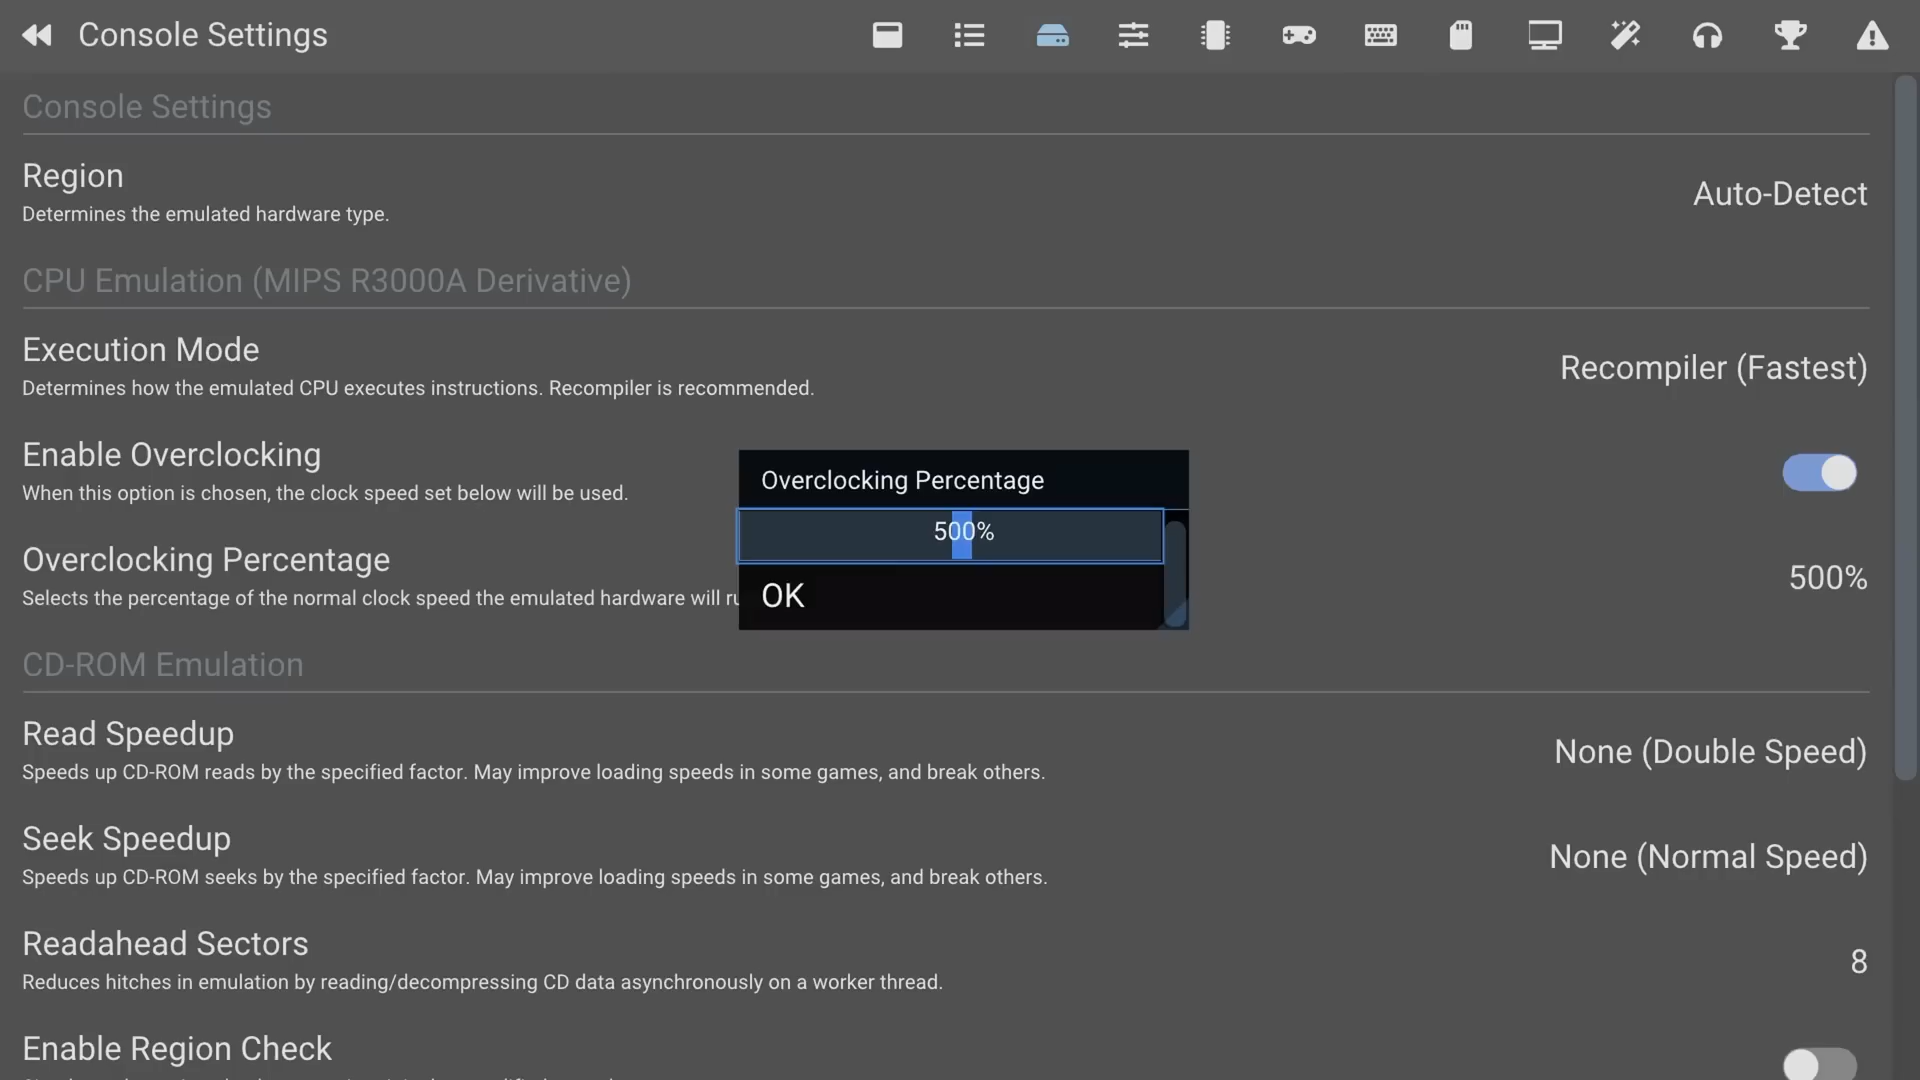 Console Settings
Console Settings
Region
Determines the emulated hardware type.
Auto-Detect
CPU Emulation (MIPS R3000A Derivative)
Execution Mode
Determines how the emulated CPU executes instructions. Recompiler is recommended.
Recompiler (Fastest)
Enable Overclocking
When this option is chosen, the clock speed set below will be used.
Overclocking Percentage
Selects the percentage of the normal clock speed the emulated hardware will
500%
Overclocking Percentage
500%
OK
CD-ROM Emulation
Read Speedup
Speeds up CD-ROM reads by the specified factor. May improve loading speeds in some games, and break others.
None (Double Speed)
Seek Speedup
Speeds up CD-ROM seeks by the specified factor. May improve loading speeds in some games, and break others.
None (Normal Speed)
Readahead Sectors
Reduces hitches in emulation by reading/decompressing CD data asynchronously on a worker thread.
8
Enable Region Check